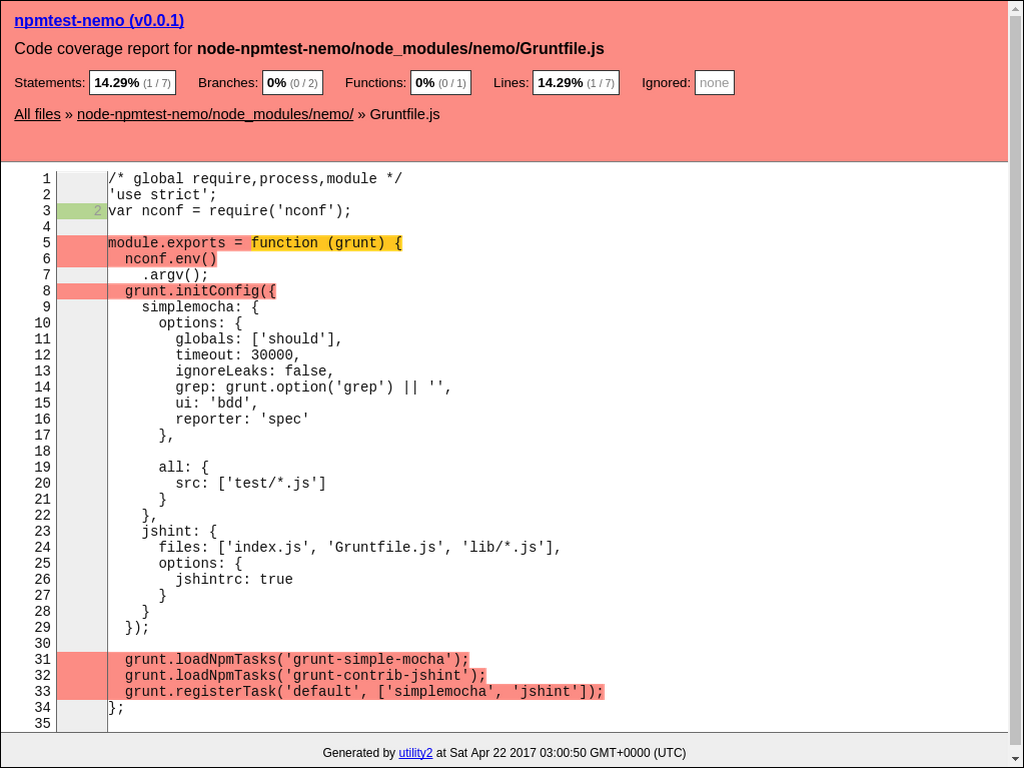 npmtest-nemo (v0.0.1)
Code coverage report for node-npmtest-nemo/node_modules/nemo/Gruntfile.js
Statements: 14.29% (1 / 7) Branches: 0% (0 / 2) Functions: 0% (0 / 1) Lines: 14.29% (1 / 7) Ignored: none
All files » node-npmtest-nemo/node_modules/nemo/ » Gruntfile.js
1 /* global require,process,module */
2 'use strict';
3 2 var nconf = require('nconf');
4
5 module.exports = function (grunt) {
6   nconf.env()
7     .argv();
8   grunt.initConfig({
9     simplemocha: {
10       options: {
11         globals: ['should'],
12         timeout: 30000,
13         ignoreLeaks: false,
14         grep: grunt.option('grep') || '',
15         ui: 'bdd',
16         reporter: 'spec'
17       },
18
19       all: {
20         src: ['test/*.js']
21       }
22     },
23     jshint: {
24       files: ['index.js', 'Gruntfile.js', 'lib/*.js'],
25       options: {
26         jshintrc: true
27       }
28     }
29   });
30
31   grunt.loadNpmTasks('grunt-simple-mocha');
32   grunt.loadNpmTasks('grunt-contrib-jshint');
33   grunt.registerTask('default', ['simplemocha', 'jshint']);
34 };
35
Generated by utility2 at Sat Apr 22 2017 03:00:50 GMT+0000 (UTC)